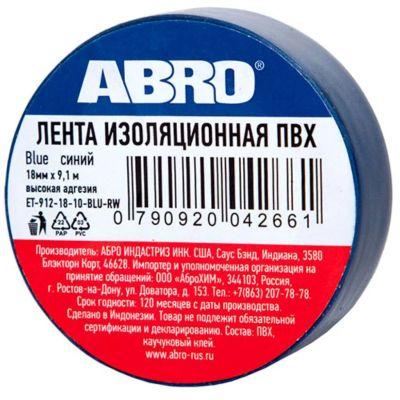 ABRO®
ЛЕНТА ИЗОЛЯЦИОННАЯ ПВХ
Blue синий
18мм x 9,1 м
высокая адгезия
ET-912-18-10-BLU-RW
0 790920 042661
22 PAP
03 PVC
Производитель: АБРО ИНДАСТРИЗ ИНК. США, Саус Бэнд, Индиана, 3580
Блэкторн Корт, 46628. Импортер и уполномоченная организация на
принятие обращений: ООО «АброХИМ», 344103, Россия,
г. Ростов-на-Дону, ул. Доватора, д. 153. Тел.:+7(863) 207-78-78.
Срок годности: 120 месяцев с даты производства.
Сделано в Индонезии. Товар не подлежит обязательной
сертификации и декларированию. Состав: ПВХ,
каучуковый клей.
www.abro-rus.ru